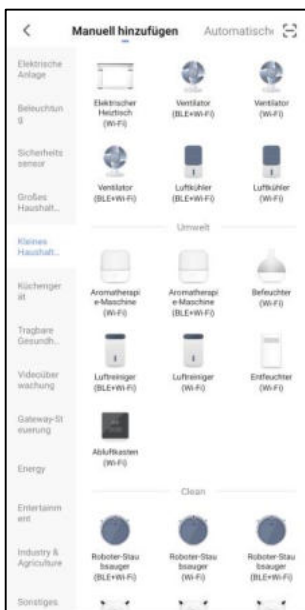 Manuell hinzufügen
Automatisch
Elektrische
Anlage
Beleuchtun
g
Sicherheits
sensor
Großes
Haushalt...
Kleines
Haushalt...
Küchenger
ät
Tragbare
Gesundh...
Videoüber
wachung
Gateway-St
euerung
Energy
Entertainm
ent
Industry &
Agriculture
Sonstiges
Elektrischer
Heiztisch
(Wi-Fi)
Ventilator
(BLE+Wi-Fi)
Ventilator
(Wi-Fi)
Ventilator
(BLE+Wi-Fi)
Luftkühler
(BLE+Wi-Fi)
Luftkühler
(Wi-Fi)
Umwelt
Aromatherapi
e-Maschine
(Wi-Fi)
Aromatherapi
e-Maschine
(BLE+Wi-Fi)
Befeuchter
(Wi-Fi)
Luftreiniger
(BLE+Wi-Fi)
Luftreiniger
(Wi-Fi)
Entfeuchter
(Wi-Fi)
Abluftkasten
(Wi-Fi)
Clean
Roboter-Stau
bsauger
(BLE+Wi-Fi)
Roboter-Stau
bsauger
(Wi-Fi)
Roboter-Stau
bsauger
(BLE+Wi-Fi)